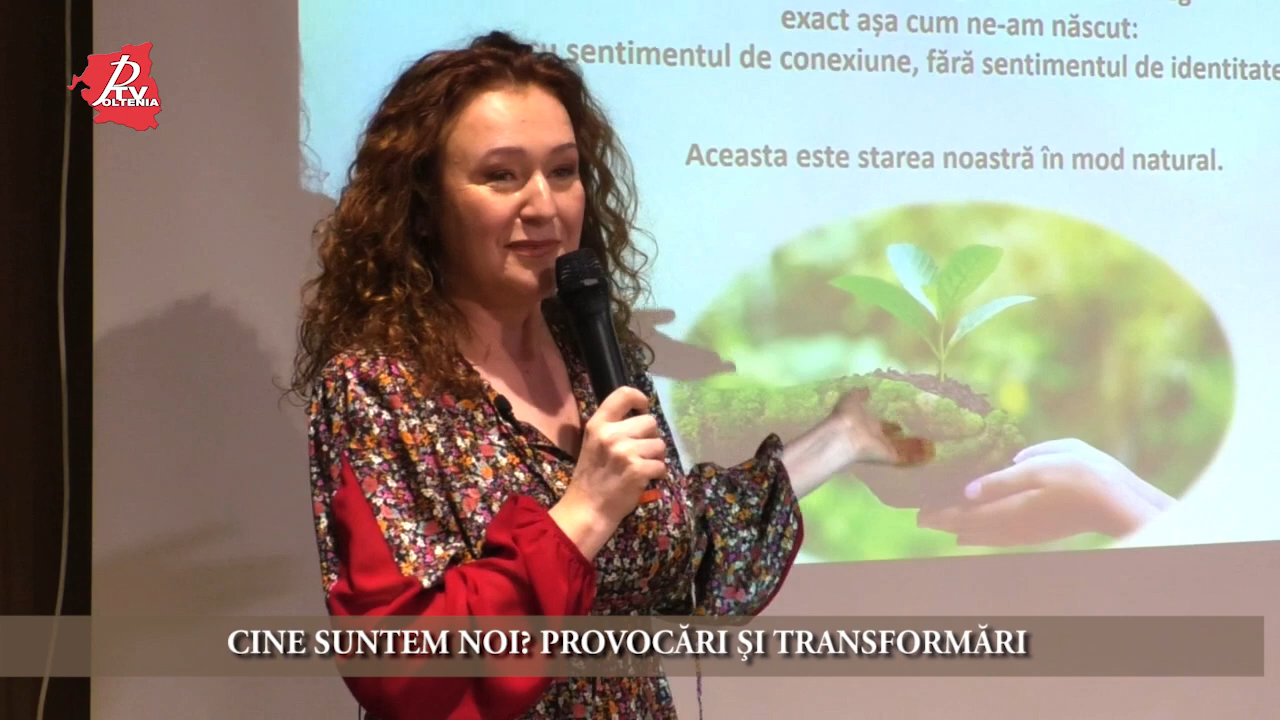 exact așa cum ne-am născut:
cu sentimentul de conexiune, fără sentimentul de identitate
Aceasta este starea noastră în mod natural.
TV
OLTENIA
CINE SUNTEM NOI? PROVOCĂRI ŞI TRANSFORMĂRI